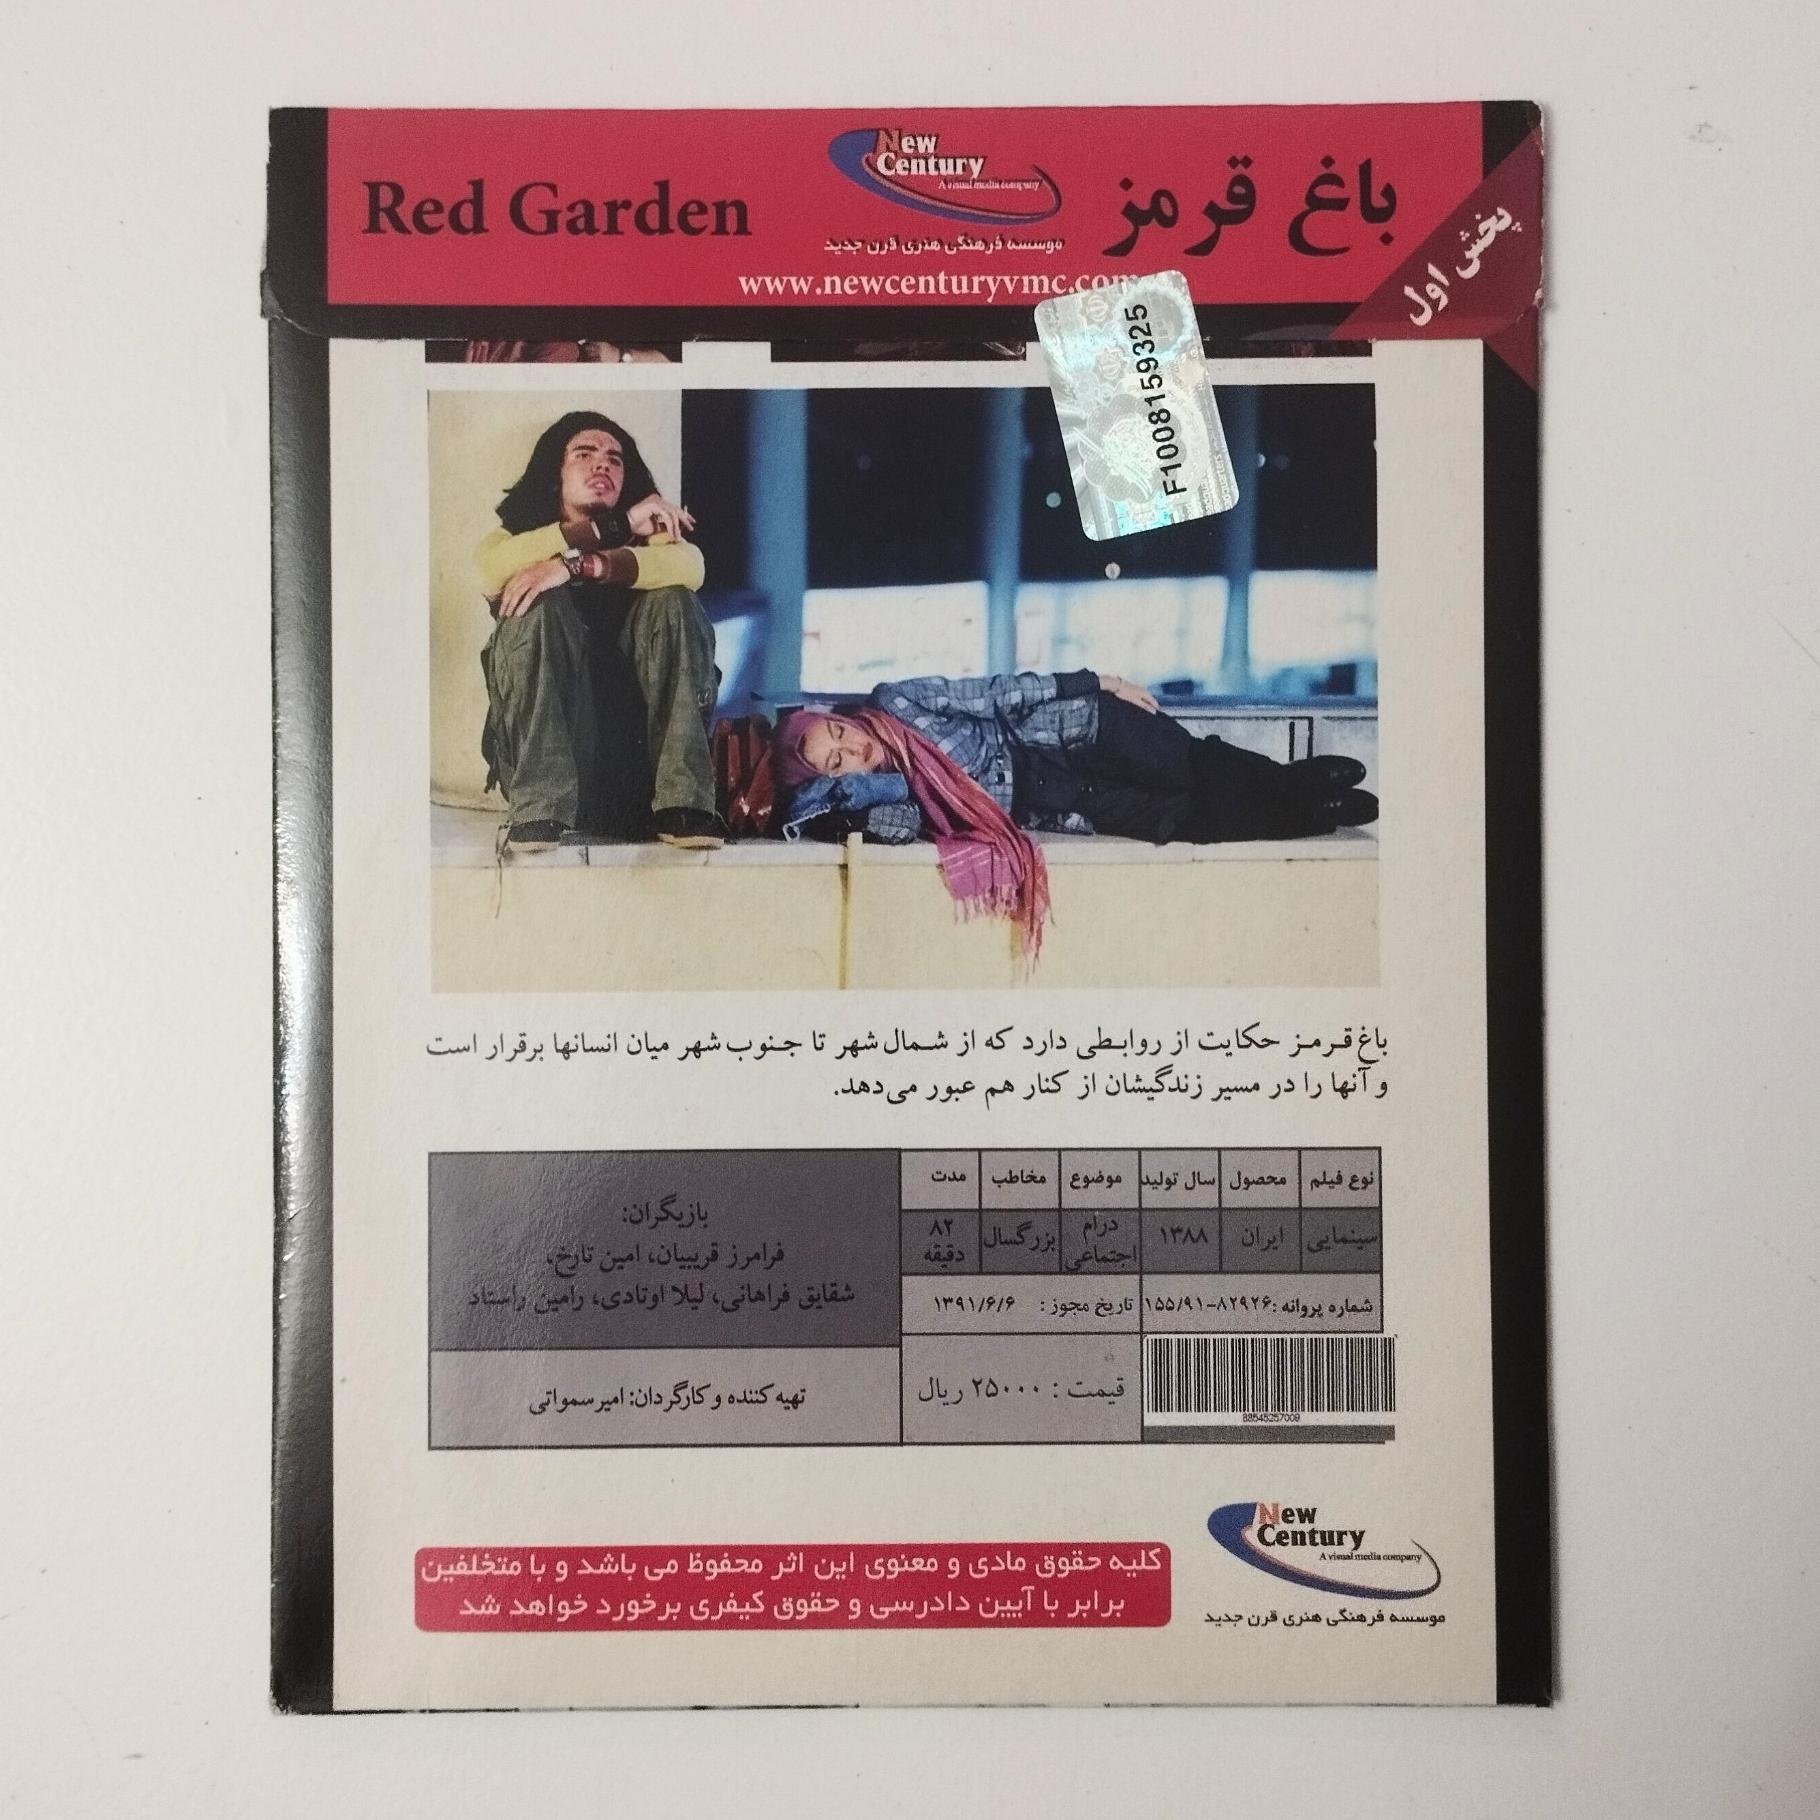 Red Garden
New
Century
A visual media company
موسسه فرهنگی هنری قرن جدید
باغ قرمز
پخش اول
www.newcenturyvmc.com
F1008159325
باغ قرمز حکایت از روابطی دارد که از شمال شهر تا جنوب شهر میان انسانها برقرار است
و آنها را در مسیر زندگیشان از کنار هم عبور می‌دهد.
نوع فیلم محصول سال تولید موضوع مخاطب مدت
سینمایی ایران ۱۳۸۸ درام اجتماعی بزرگسال ۸۲ دقیقه
شماره پروانه :۸۲۹۲۶-۱۵۵/۹۱ تاریخ مجوز : ۱۳۹۱/۶/۶
قیمت : ۲۵۰۰۰ ریال
88545257009
بازیگران:
فرامرز قریبیان، امین تارخ،
شقایق فراهانی، لیلا اوتادی، رامین راستاد
تهیه کننده و کارگردان: امیر سمواتی
New
Century
A visual media company
موسسه فرهنگی هنری قرن جدید
کلیه حقوق مادی و معنوی این اثر محفوظ می باشد و با متخلفین
برابر با آیین دادرسی و حقوق کیفری برخورد خواهد شد